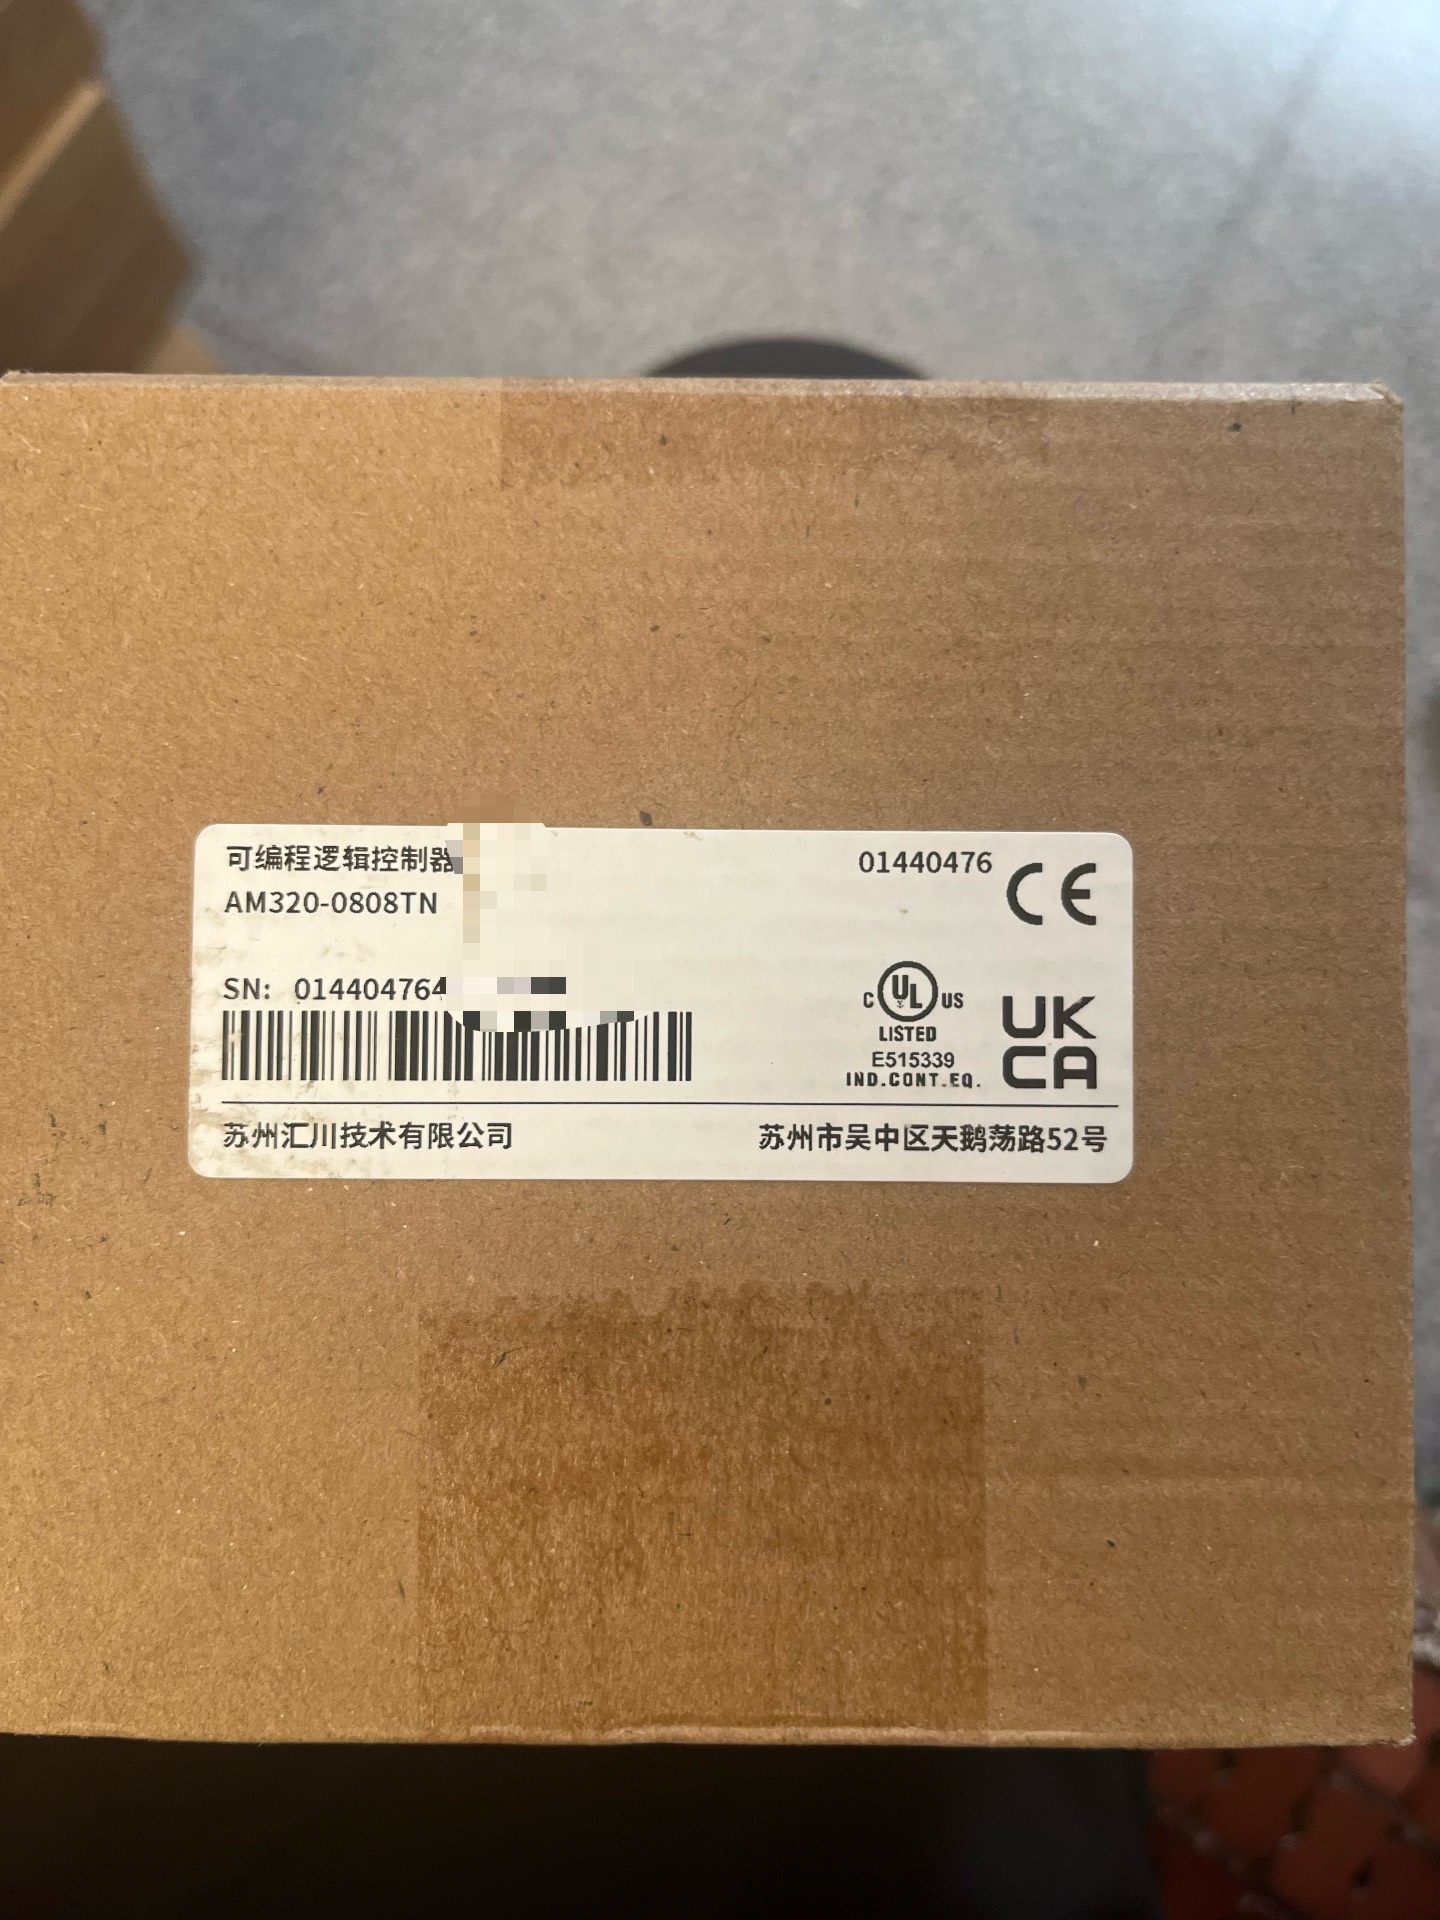 可编程逻辑控制器
01440476
AM320-0808TN
CE
SN: 014404764
C UL US
LISTED
E515339
IND.CONT.EQ.
UK
CA
苏州汇川技术有限公司
苏州市吴中区天鹅荡路52号